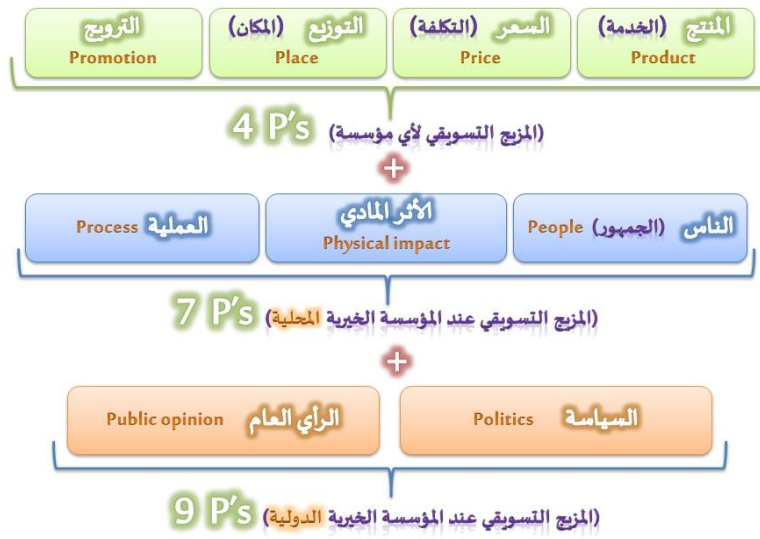 المنتج (الخدمة)
Product
السعر (التكلفة)
Price
التوزيع (المكان)
Place
الترويج
Promotion
4 P's (المزيج التسويقي لأي مؤسسة)
+
الناس (الجمهور) People
الأثر المادي
Physical impact
العملية Process
7 P's (المزيج التسويقي عند المؤسسة الخيرية المحلية)
+
السياسة Politics
الرأي العام Public opinion
9 P's (المزيج التسويقي عند المؤسسة الخيرية الدولية)